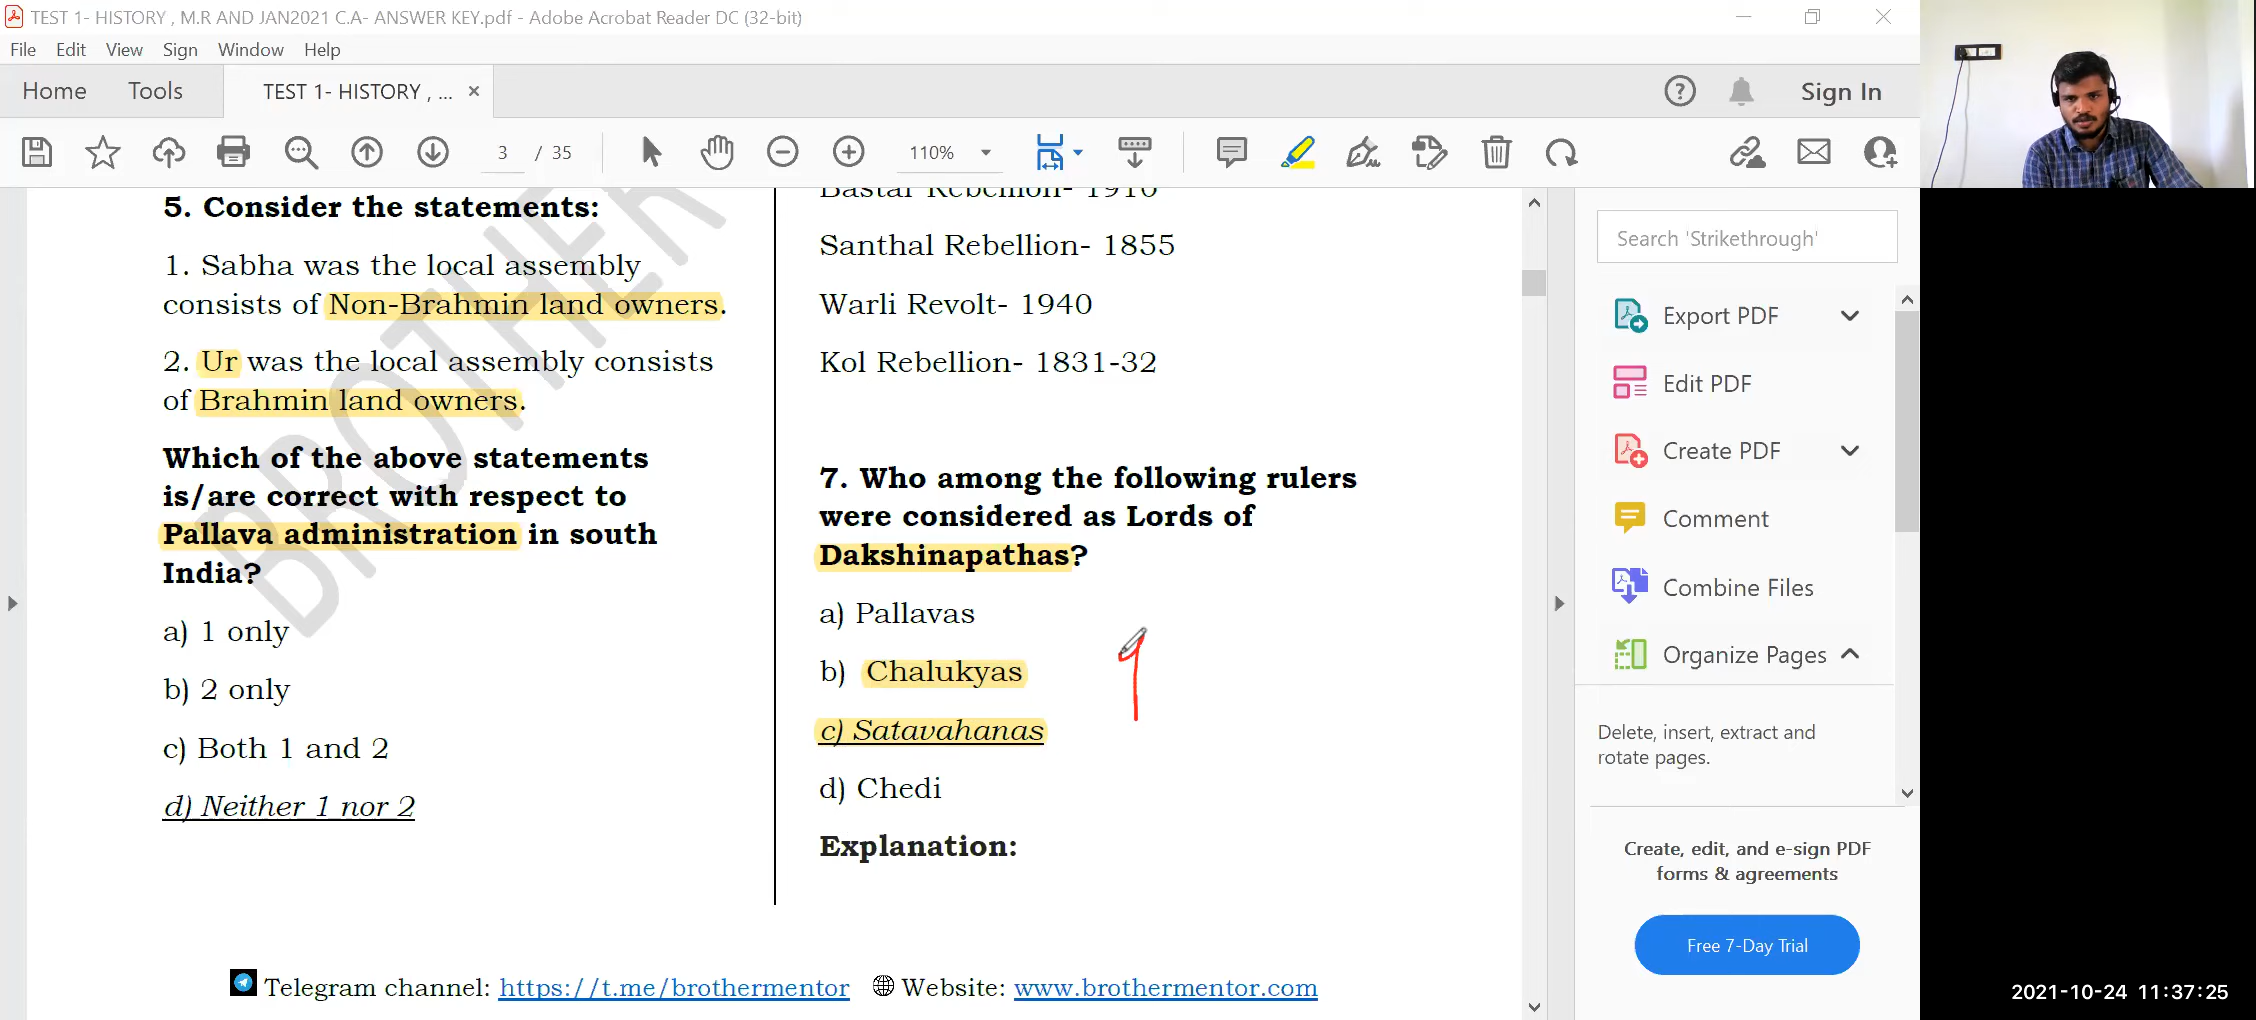 TEST 1- HISTORY , M.R AND JAN2021 C.A- ANSWER KEY.pdf - Adobe Acrobat Reader DC (32-bit)
File Edit View Sign Window Help
Home Tools TEST 1- HISTORY , ... × Sign In
3 / 35 110%
5. Consider the statements:
1. Sabha was the local assembly
consists of Non-Brahmin land owners.
2. Ur was the local assembly consists
of Brahmin land owners.
Which of the above statements
is/are correct with respect to
Pallava administration in south
India?
a) 1 only
b) 2 only
c) Both 1 and 2
d) Neither 1 nor 2
BROTHER
Bastar Rebellion- 1910
Santhal Rebellion- 1855
Warli Revolt- 1940
Kol Rebellion- 1831-32
7. Who among the following rulers
were considered as Lords of
Dakshinapathas?
a) Pallavas
b) Chalukyas
c) Satavahanas
d) Chedi
Explanation:
Telegram channel: https://t.me/brothermentor Website: www.brothermentor.com
Search 'Strikethrough'
Export PDF
Edit PDF
Create PDF
Comment
Combine Files
Organize Pages
Delete, insert, extract and
rotate pages.
Create, edit, and e-sign PDF
forms & agreements
Free 7-Day Trial
2021-10-24 11:37:25